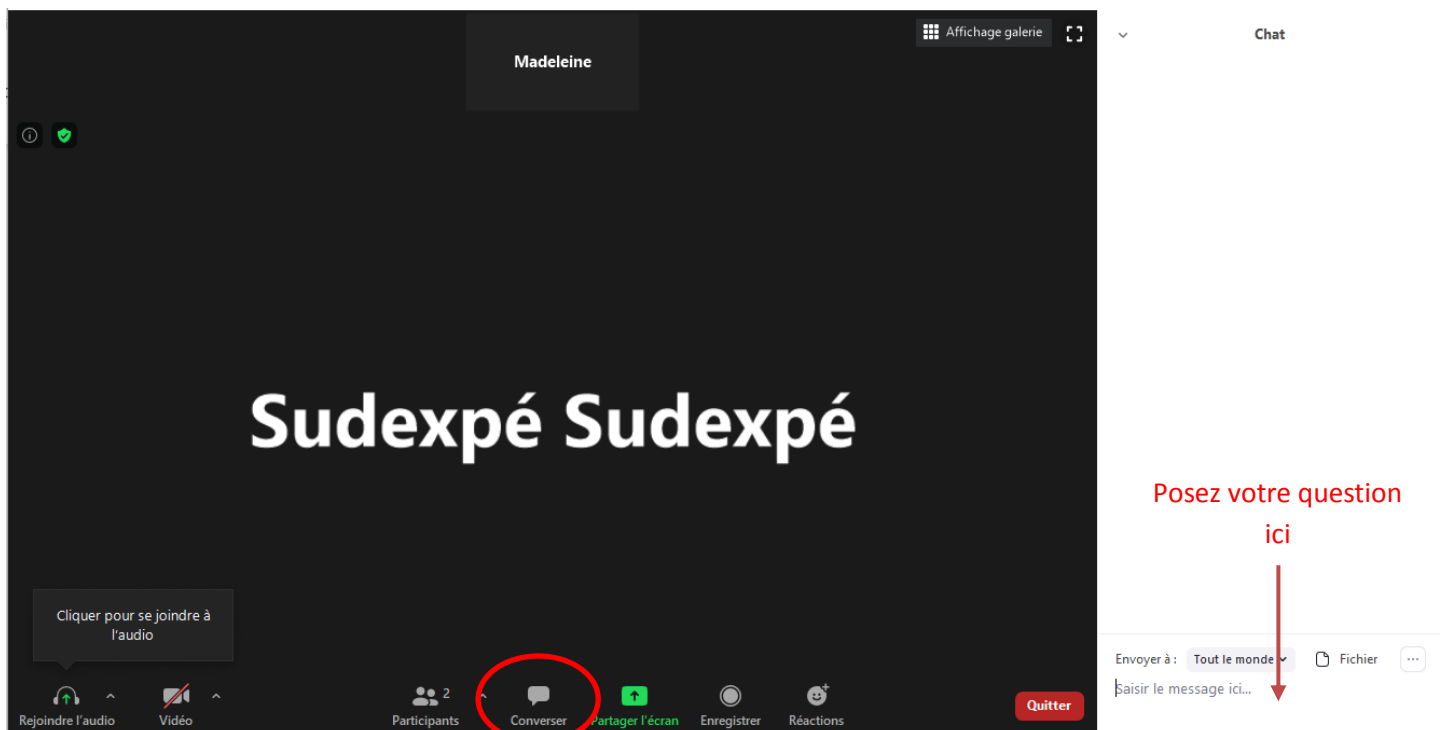 Affichage galerie
Chat
Madeleine
Sudexpé Sudexpé
Posez votre question
ici
Cliquer pour se joindre à
l'audio
Envoyer à : Tout le monde Fichier
Saisir le message ici...
2
Rejoindre l'audio Vidéo Participants Converser Partager l'écran Enregistrer Réactions Quitter